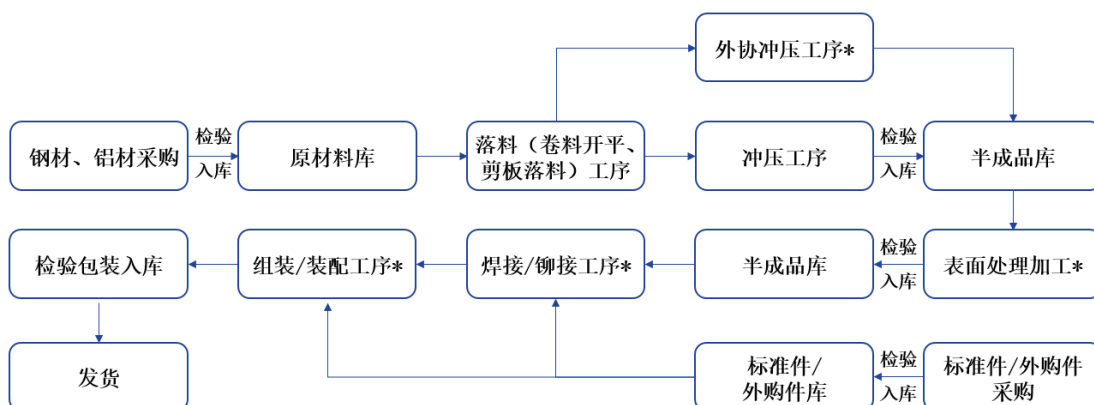 外协冲压工序*
钢材、铝材采购
检验
入库
原材料库
落料（卷料开平、
剪板落料）工序
冲压工序
检验
入库
半成品库
检验包装入库
组装/装配工序*
焊接/铆接工序*
半成品库
检验
入库
表面处理加工*
发货
标准件/
外购件库
检验
入库
标准件/外购件
采购